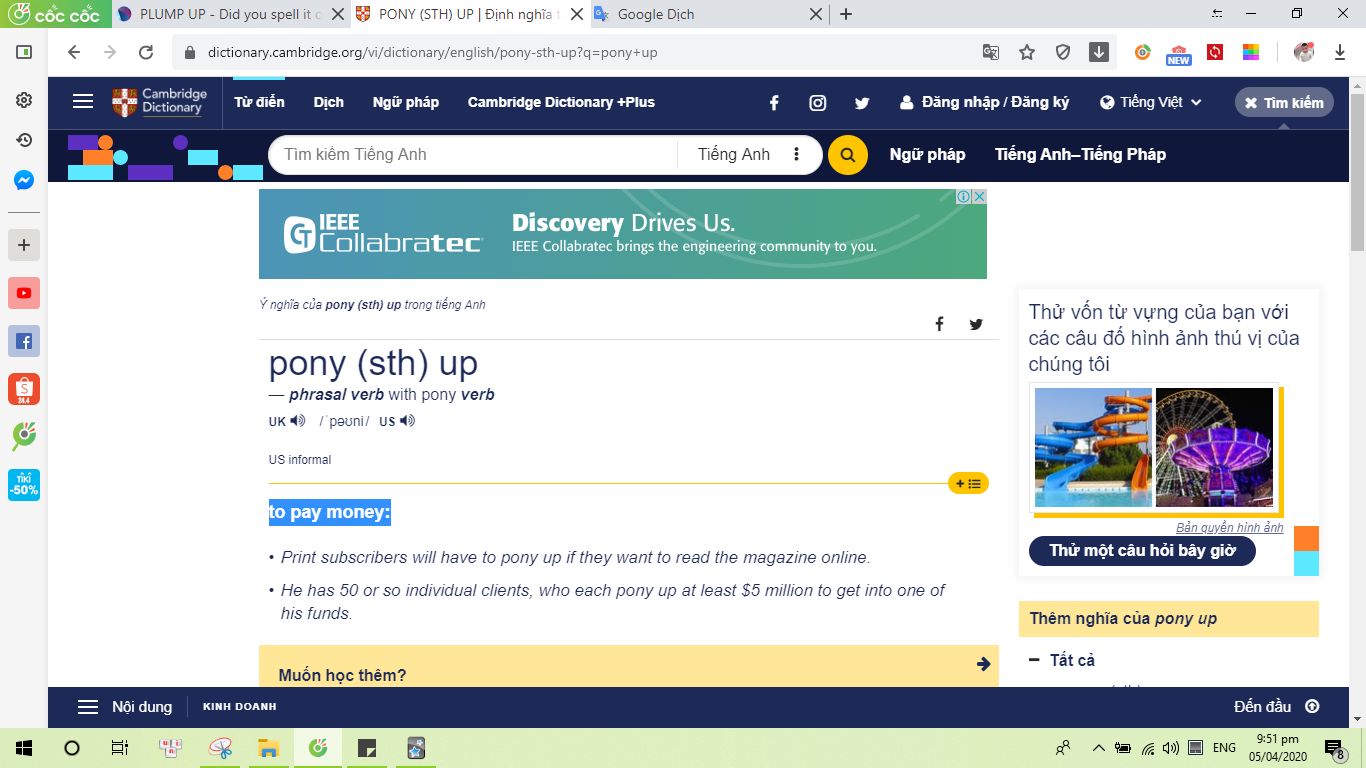 cốc cốc
PLUMP UP - Did you spell it c
PONY (STH) UP | Định nghĩa t
Google Dịch
dictionary.cambridge.org/vi/dictionary/english/pony-sth-up?q=pony+up
NEW
Cambridge
Dictionary
Từ điển
Dịch
Ngữ pháp
Cambridge Dictionary +Plus
Đăng nhập / Đăng ký
Tiếng Việt
Tìm kiếm
Tìm kiếm Tiếng Anh
Tiếng Anh
Ngữ pháp
Tiếng Anh–Tiếng Pháp
IEEE
Collabratec
Discovery Drives Us.
IEEE Collabratec brings the engineering community to you.
Ý nghĩa của pony (sth) up trong tiếng Anh
pony (sth) up
— phrasal verb with pony verb
UK /ˈpəʊni/ US
US informal
to pay money:
• Print subscribers will have to pony up if they want to read the magazine online.
• He has 50 or so individual clients, who each pony up at least $5 million to get into one of
his funds.
Muốn học thêm?
Thử vốn từ vựng của bạn với
các câu đố hình ảnh thú vị của
chúng tôi
Bản quyền hình ảnh
Thử một câu hỏi bây giờ
Thêm nghĩa của pony up
Tất cả
24.4
TIKI
-50%
Nội dung
KINH DOANH
Đến đầu
ENG
9:51 pm
05/04/2020
8